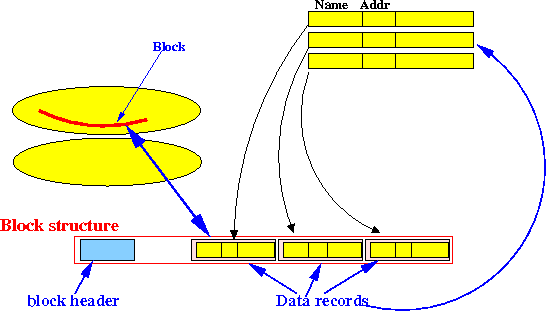 Name Addr
Block
Block structure
block header
Data records